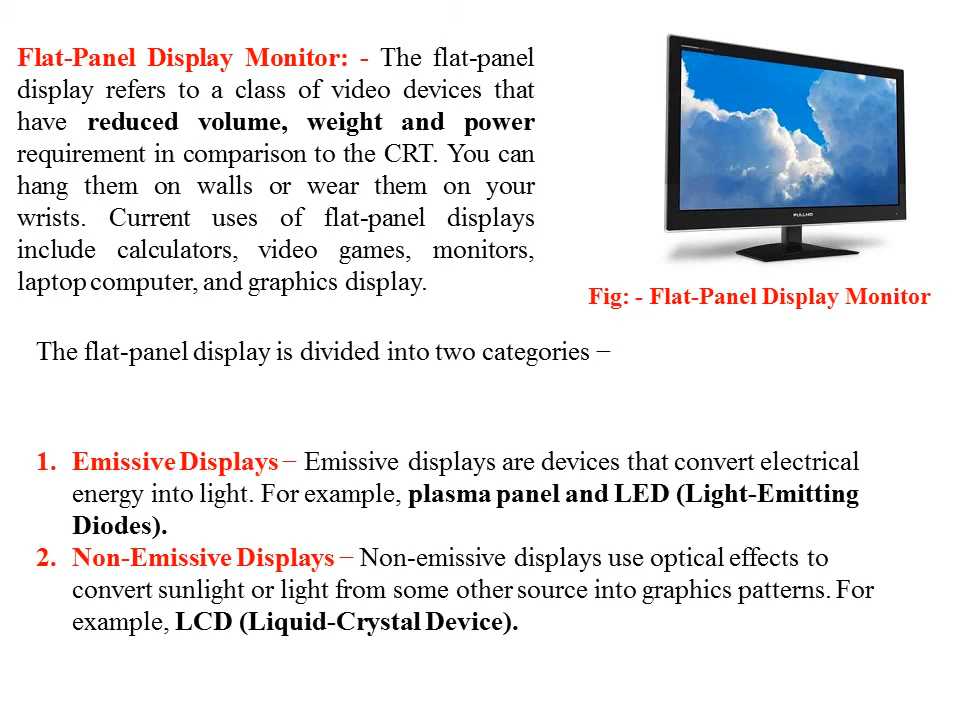 Flat-Panel Display Monitor: - The flat-panel
display refers to a class of video devices that
have reduced volume, weight and power
requirement in comparison to the CRT. You can
hang them on walls or wear them on your
wrists. Current uses of flat-panel displays
include calculators, video games, monitors,
laptop computer, and graphics display.
FULLHD
Fig: - Flat-Panel Display Monitor
The flat-panel display is divided into two categories −
1. Emissive Displays − Emissive displays are devices that convert electrical
energy into light. For example, plasma panel and LED (Light-Emitting
Diodes).
2. Non-Emissive Displays − Non-emissive displays use optical effects to
convert sunlight or light from some other source into graphics patterns. For
example, LCD (Liquid-Crystal Device).